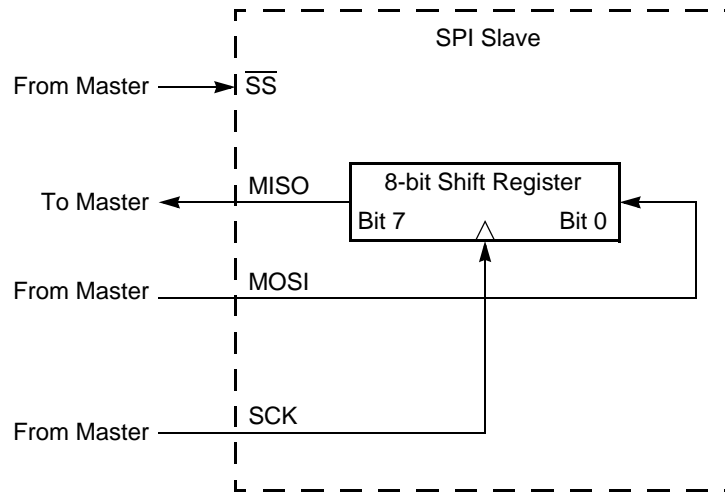 SPI Slave
From Master
S̅S̅
To Master
MISO
8-bit Shift Register
Bit 7
Bit 0
From Master
MOSI
From Master
SCK